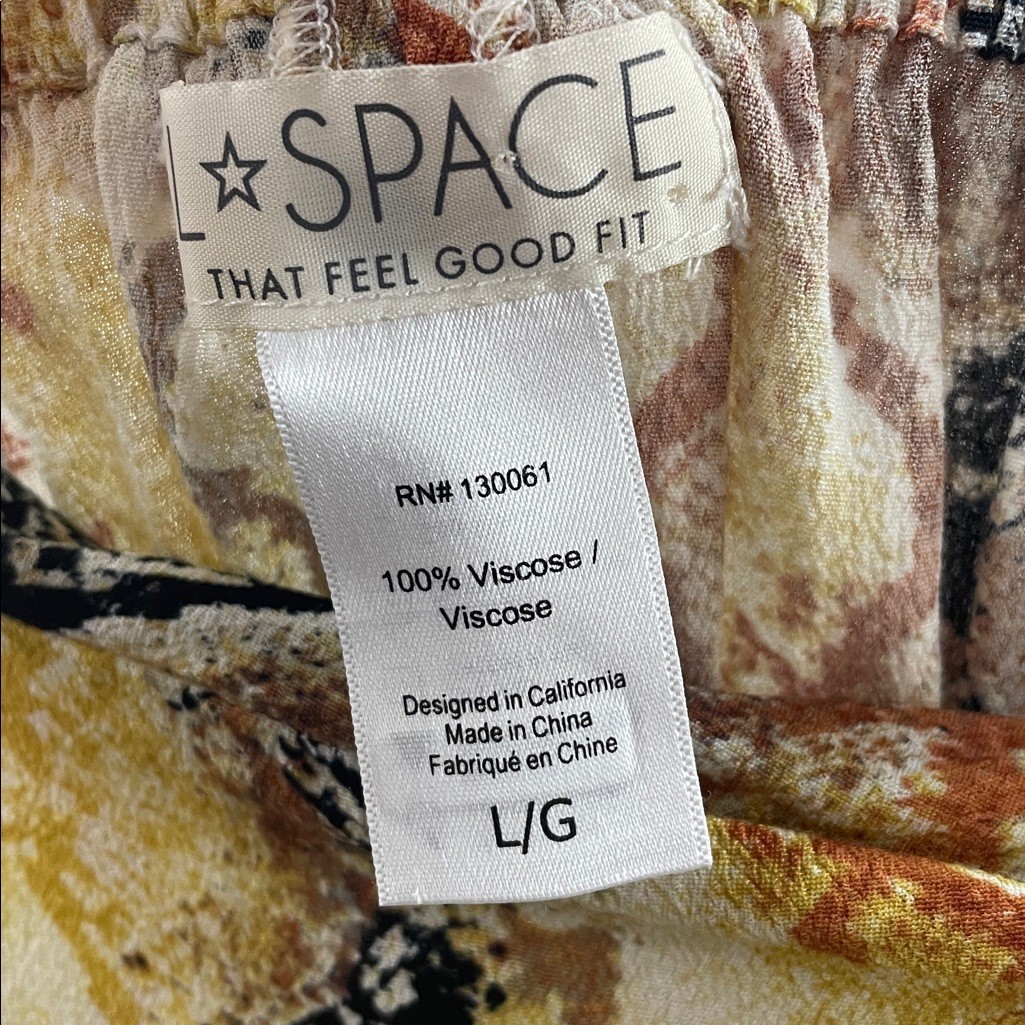 L☆SPACE
THAT FEEL GOOD FIT
RN# 130061
100% Viscose /
Viscose
Designed in California
Made in China
Fabriqué en Chine
L/G